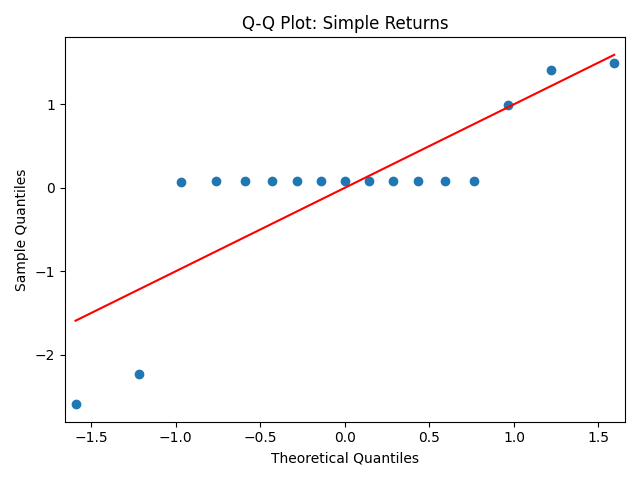 Q-Q Plot: Simple Returns
Sample Quantiles
1
0
−1
−2
−1.5 −1.0 −0.5 0.0 0.5 1.0 1.5
Theoretical Quantiles